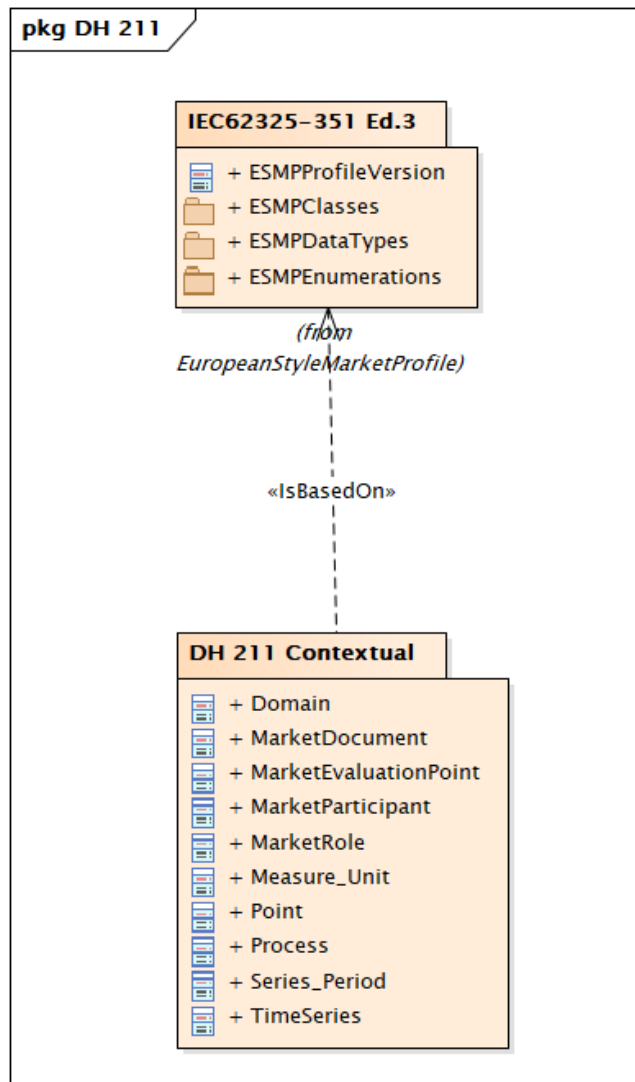 pkg DH 211
IEC62325-351 Ed.3
+ ESMPProfileVersion
+ ESMPClasses
+ ESMPDataTypes
+ ESMPEnumerations
(from
EuropeanStyleMarketProfile)
«IsBasedOn»
DH 211 Contextual
+ Domain
+ MarketDocument
+ MarketEvaluationPoint
+ MarketParticipant
+ MarketRole
+ Measure_Unit
+ Point
+ Process
+ Series_Period
+ TimeSeries